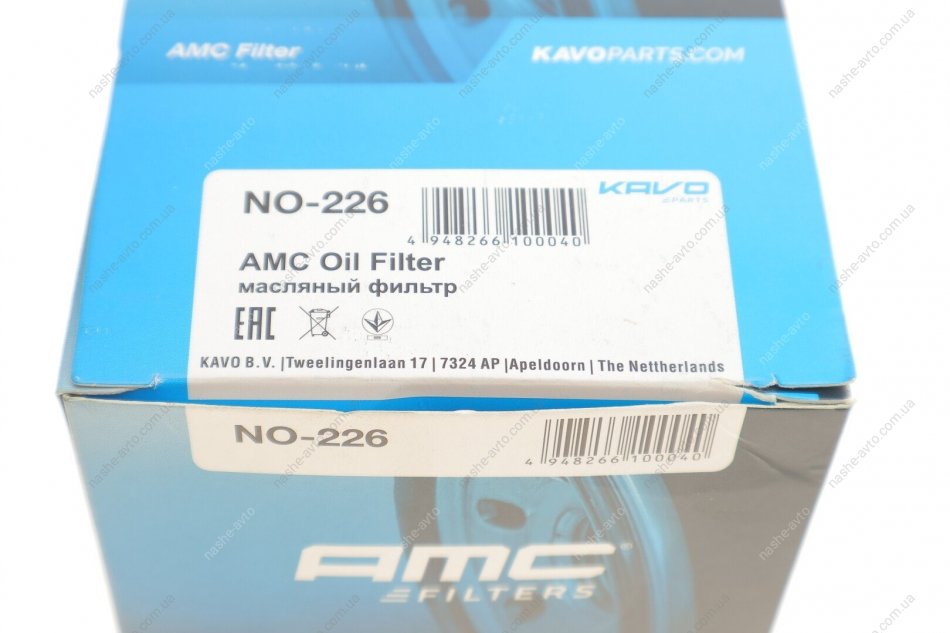 AMC Filter
KAVOPARTS.COM
NO-226
KAVO
PARTS
4 948266 100040
AMC Oil Filter
масляный фильтр
EAC
KAVO B.V. |Tweelingenlaan 17 | 7324 AP |Apeldoorn | The Nettherlands
NO-226
4 948266 100040
AMC®
FILTERS
nashe-avto.com.ua